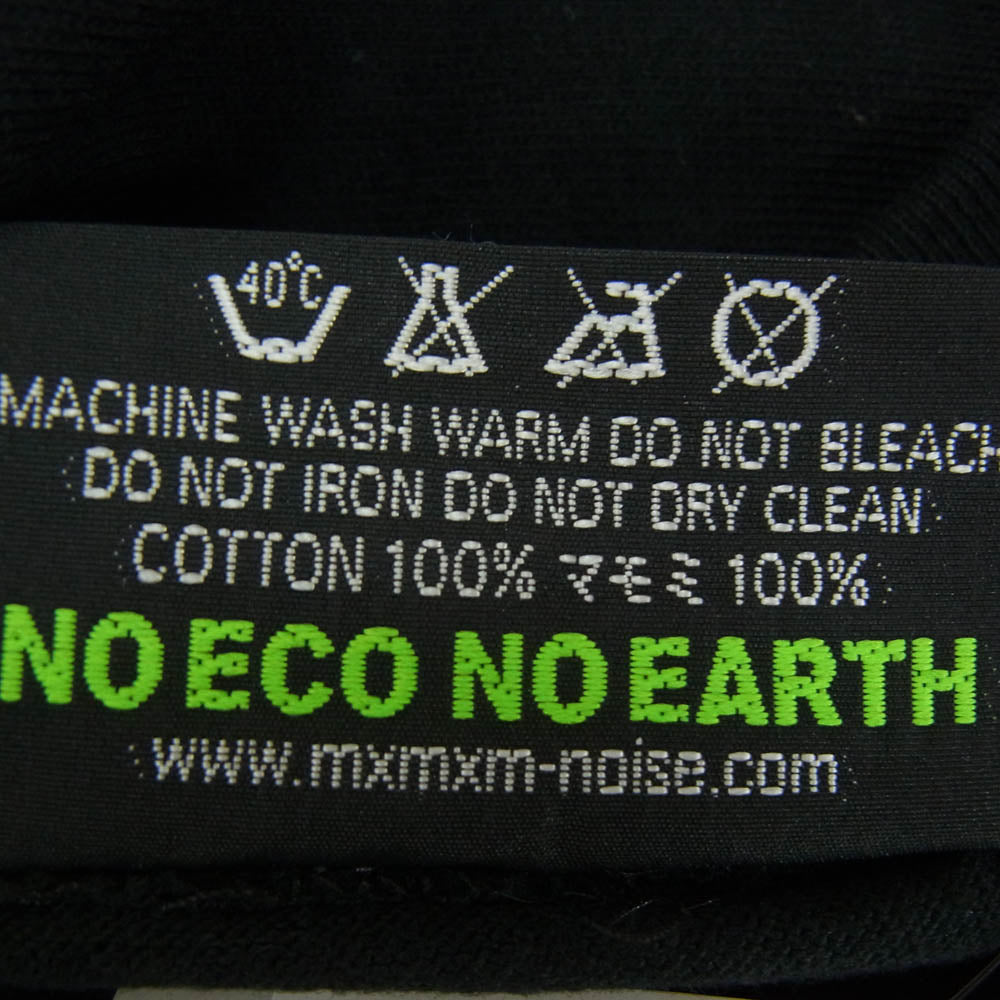 40°C
MACHINE WASH WARM DO NOT BLEACH
DO NOT IRON DO NOT DRY CLEAN
COTTON 100% マモミ 100%
NO ECO NO EARTH
www.mxmxm-noise.com